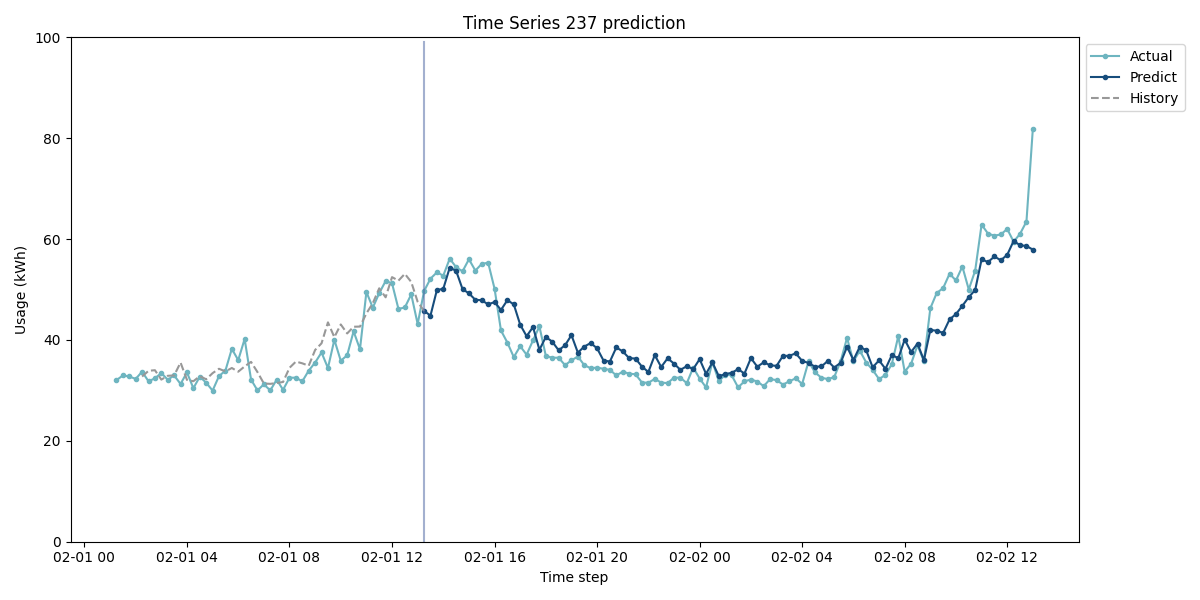 Time Series 237 prediction
100
80
60
40
20
0
Usage (kWh)
02-01 00
02-01 04
02-01 08
02-01 12
02-01 16
02-01 20
02-02 00
02-02 04
02-02 08
02-02 12
Time step
Actual
Predict
History